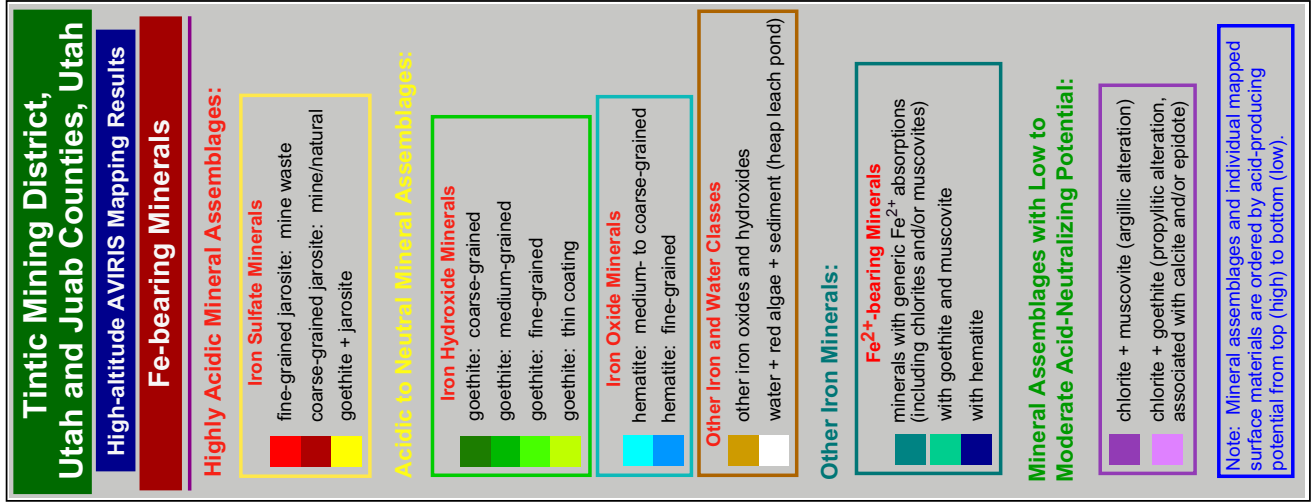 Tintic Mining District,
Utah and Juab Counties, Utah
High-altitude AVIRIS Mapping Results
Fe-bearing Minerals
Highly Acidic Mineral Assemblages:
Iron Sulfate Minerals
fine-grained jarosite: mine waste
coarse-grained jarosite: mine/natural
goethite + jarosite
Acidic to Neutral Mineral Assemblages:
Iron Hydroxide Minerals
goethite: coarse-grained
goethite: medium-grained
goethite: fine-grained
goethite: thin coating
Iron Oxide Minerals
hematite: medium- to coarse-grained
hematite: fine-grained
Other Iron and Water Classes
other iron oxides and hydroxides
water + red algae + sediment (heap leach pond)
Other Iron Minerals:
Fe²⁺-bearing Minerals
minerals with generic Fe²⁺ absorptions
(including chlorites and/or muscovites)
with goethite and muscovite
with hematite
Mineral Assemblages with Low to
Moderate Acid-Neutralizing Potential:
chlorite + muscovite (argillic alteration)
chlorite + goethite (propylitic alteration,
associated with calcite and/or epidote)
Note: Mineral assemblages and individual mapped
surface materials are ordered by acid-producing
potential from top (high) to bottom (low).